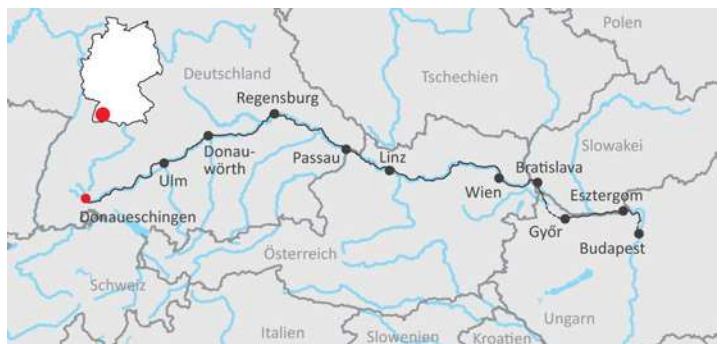 Polen
Deutschland
Tschechien
Regensburg
Slowakei
Donau-
wörth
Passau
Linz
Bratislava
Ulm
Wien
Esztergom
Donaueschingen
Győr
Budapest
Österreich
Schweiz
Ungarn
Italien
Slowenien
Kroatien